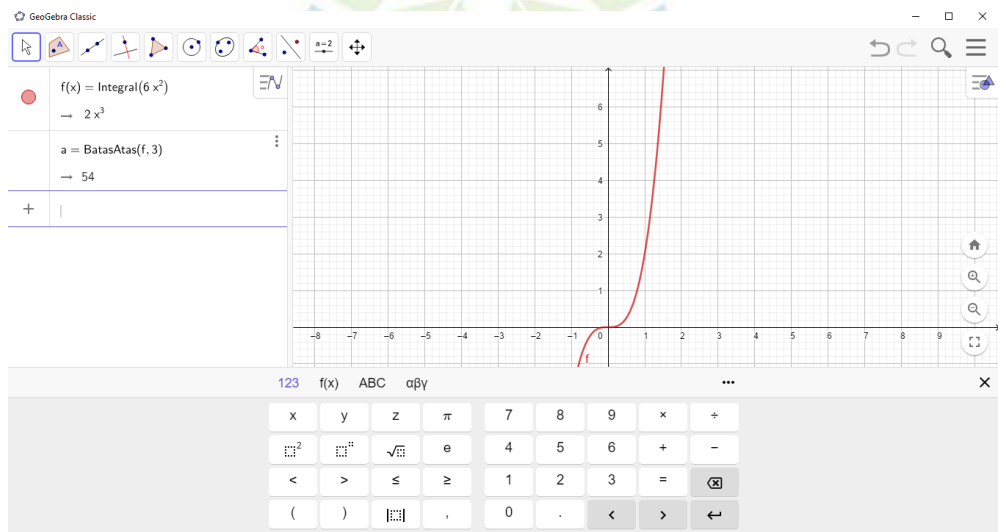 GeoGebra Classic
a=2
f(x) = Integral(6 x²)
→ 2 x³
a = BatasAtas(f, 3)
→ 54
6
5
4
3
2
1
−8 −7 −6 −5 −4 −3 −2 −1 0 1 2 3 4 5 6 7 8 9
f
123 f(x) ABC αβγ
x y z π 7 8 9 × ÷
² √ e 4 5 6 + −
< > ≤ ≥ 1 2 3 =
( ) | | , 0 . < >